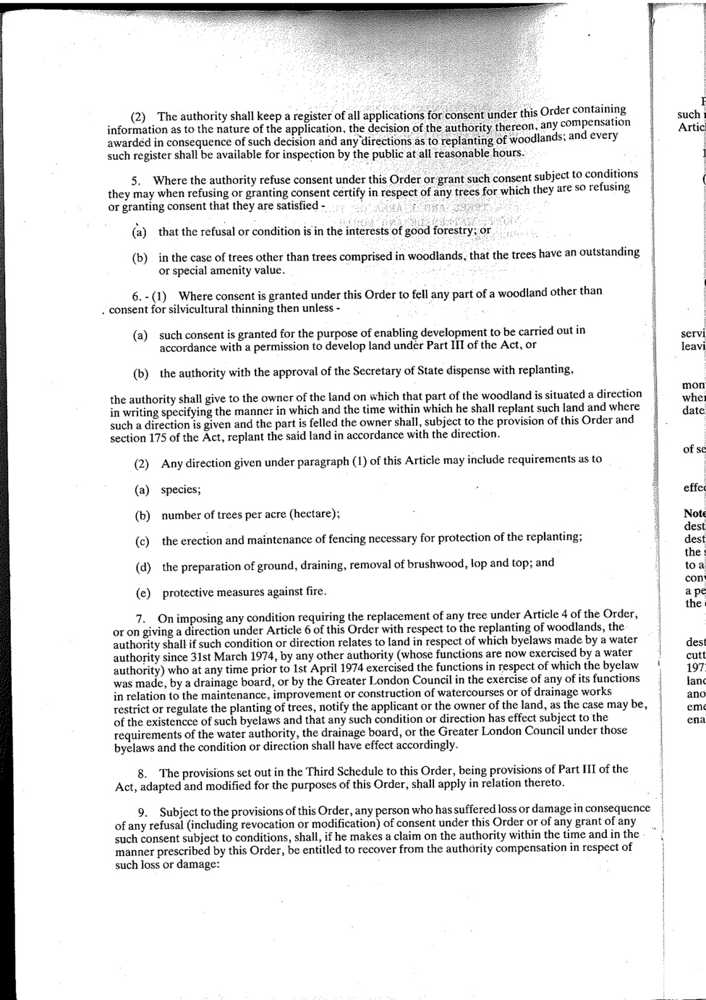 (2) The authority shall keep a register of all applications for consent under this Order containing
information as to the nature of the application, the decision of the authority thereon, any compensation
awarded in consequence of such decision and any directions as to replanting of woodlands; and every
such register shall be available for inspection by the public at all reasonable hours.
5. Where the authority refuse consent under this Order or grant such consent subject to conditions
they may when refusing or granting consent certify in respect of any trees for which they are so refusing
or granting consent that they are satisfied -
(a) that the refusal or condition is in the interests of good forestry; or
(b) in the case of trees other than trees comprised in woodlands, that the trees have an outstanding
or special amenity value.
6. - (1) Where consent is granted under this Order to fell any part of a woodland other than
consent for silvicultural thinning then unless -
(a) such consent is granted for the purpose of enabling development to be carried out in
accordance with a permission to develop land under Part III of the Act, or
(b) the authority with the approval of the Secretary of State dispense with replanting,
the authority shall give to the owner of the land on which that part of the woodland is situated a direction
in writing specifying the manner in which and the time within which he shall replant such land and where
such a direction is given and the part is felled the owner shall, subject to the provision of this Order and
section 175 of the Act, replant the said land in accordance with the direction.
(2) Any direction given under paragraph (1) of this Article may include requirements as to
(a) species;
(b) number of trees per acre (hectare);
(c) the erection and maintenance of fencing necessary for protection of the replanting;
(d) the preparation of ground, draining, removal of brushwood, lop and top; and
(e) protective measures against fire.
7. On imposing any condition requiring the replacement of any tree under Article 4 of the Order,
or on giving a direction under Article 6 of this Order with respect to the replanting of woodlands, the
authority shall if such condition or direction relates to land in respect of which byelaws made by a water
authority since 31st March 1974, by any other authority (whose functions are now exercised by a water
authority) who at any time prior to 1st April 1974 exercised the functions in respect of which the byelaw
was made, by a drainage board, or by the Greater London Council in the exercise of any of its functions
in relation to the maintenance, improvement or construction of watercourses or of drainage works
restrict or regulate the planting of trees, notify the applicant or the owner of the land, as the case may be,
of the existencce of such byelaws and that any such condition or direction has effect subject to the
requirements of the water authority, the drainage board, or the Greater London Council under those
byelaws and the condition or direction shall have effect accordingly.
8. The provisions set out in the Third Schedule to this Order, being provisions of Part III of the
Act, adapted and modified for the purposes of this Order, shall apply in relation thereto.
9. Subject to the provisions of this Order, any person who has suffered loss or damage in consequence
of any refusal (including revocation or modification) of consent under this Order or of any grant of any
such consent subject to conditions, shall, if he makes a claim on the authority within the time and in the
manner prescribed by this Order, be entitled to recover from the authority compensation in respect of
such loss or damage:
such
Artic
servi
leavi
mon
whe
date
of se
effe
Note
dest
dest
the
to a
con
a pe
the
dest
cutt
197
land
ano
eme
ena